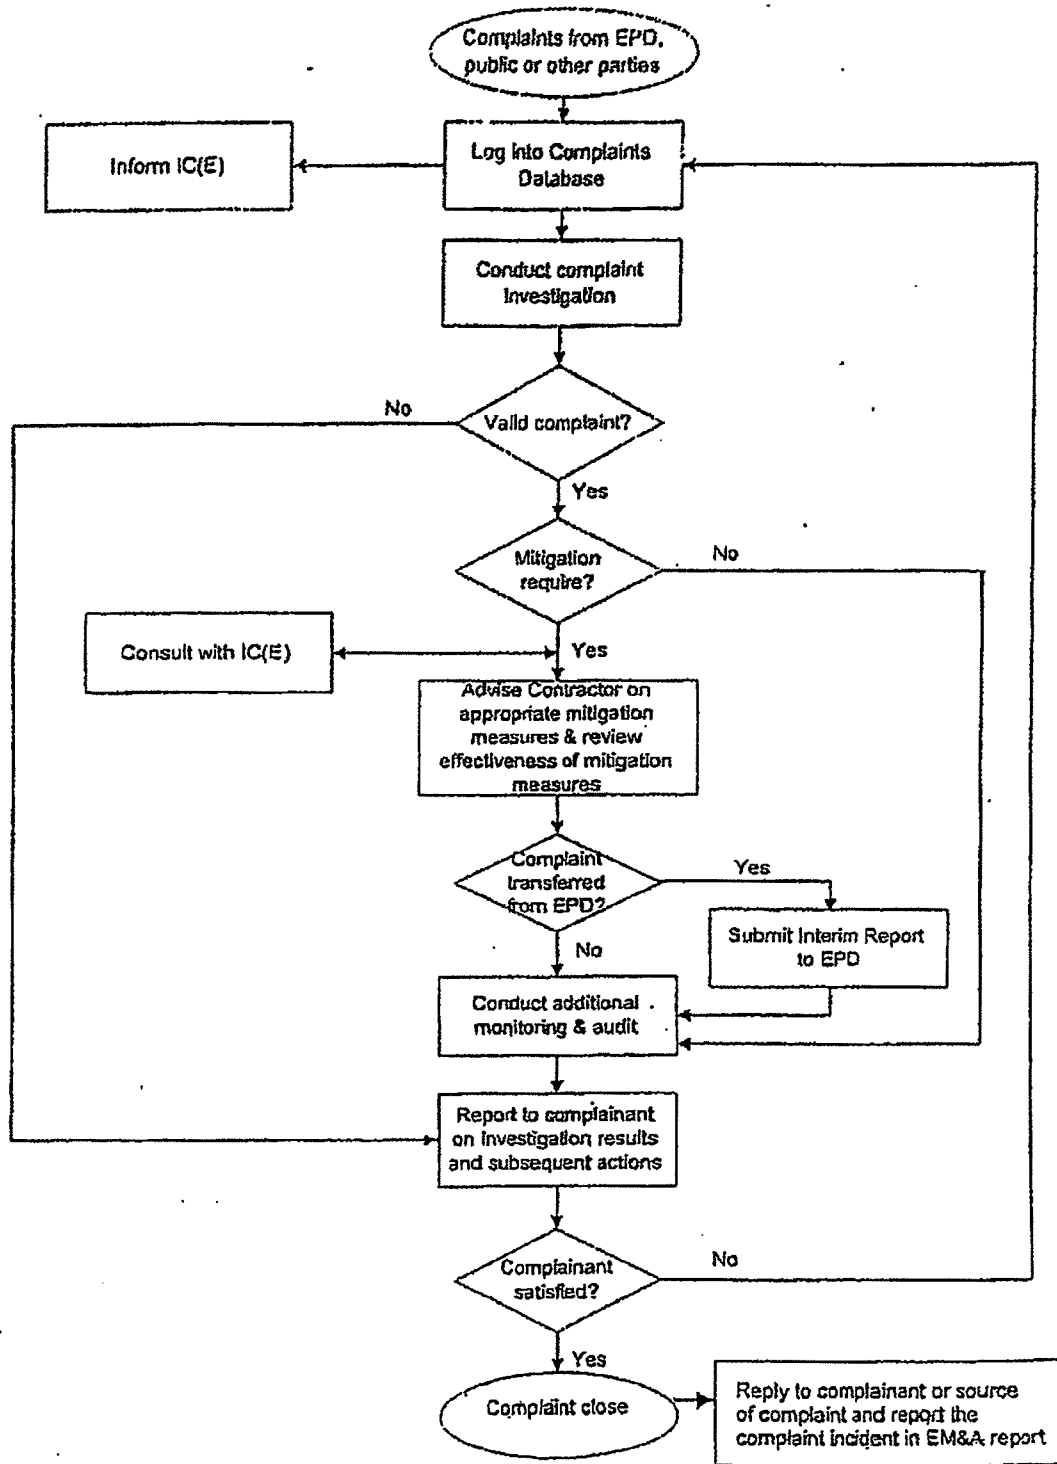 Complaints from EPD,
public or other parties
Inform IC(E)
Log into Complaints
Database
Conduct complaint
Investigation
No
Valid complaint?
Yes
Mitigation
require?
No
Consult with IC(E)
Yes
Advise Contractor on
appropriate mitigation
measures & review
effectiveness of mitigation
measures
Complaint
transferred
from EPD?
Yes
Submit Interim Report
to EPD
No
Conduct additional
monitoring & audit
Report to complainant
on investigation results
and subsequent actions
Complainant
satisfied?
No
Yes
Complaint close
Reply to complainant or source
of complaint and report the
complaint incident in EM&A report